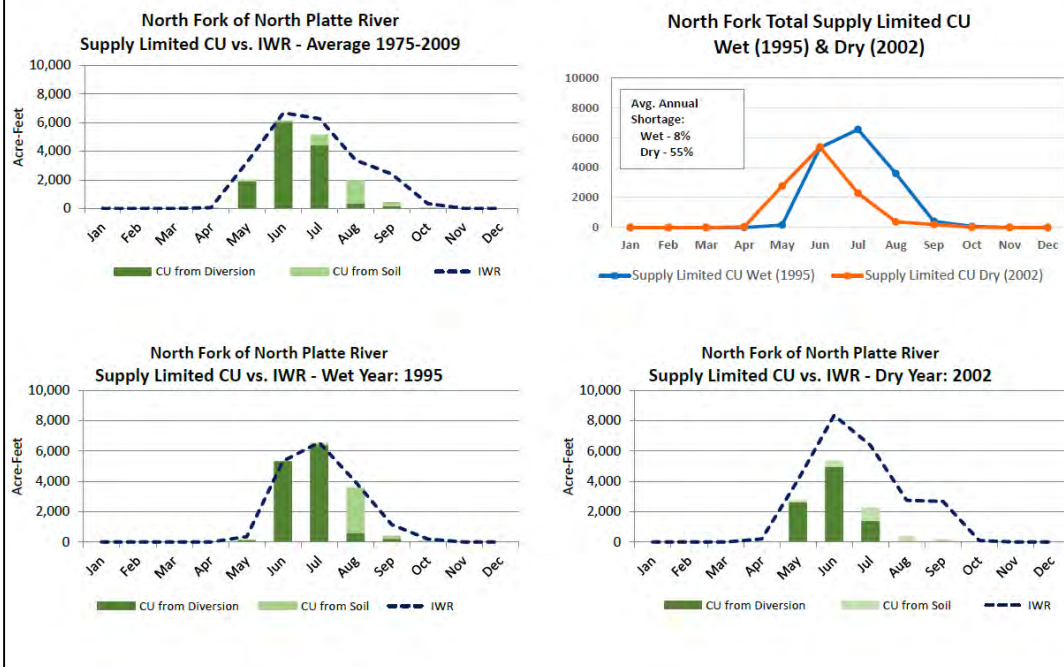 North Fork of North Platte River
Supply Limited CU vs. IWR - Average 1975-2009
10,000
8,000
6,000
4,000
2,000
0
Acre-Feet
Jan Feb Mar Apr May Jun Jul Aug Sep Oct Nov Dec
CU from Diversion CU from Soil IWR
North Fork Total Supply Limited CU
Wet (1995) & Dry (2002)
10000
8000
6000
4000
2000
0
Avg. Annual
Shortage:
Wet - 8%
Dry - 55%
Jan Feb Mar Apr May Jun Jul Aug Sep Oct Nov Dec
Supply Limited CU Wet (1995) Supply Limited CU Dry (2002)
North Fork of North Platte River
Supply Limited CU vs. IWR - Wet Year: 1995
10,000
8,000
6,000
4,000
2,000
0
Acre-Feet
Jan Feb Mar Apr May Jun Jul Aug Sep Oct Nov Dec
CU from Diversion CU from Soil IWR
North Fork of North Platte River
Supply Limited CU vs. IWR - Dry Year: 2002
10,000
8,000
6,000
4,000
2,000
0
Acre-Feet
Jan Feb Mar Apr May Jun Jul Aug Sep Oct Nov Dec
CU from Diversion CU from Soil IWR